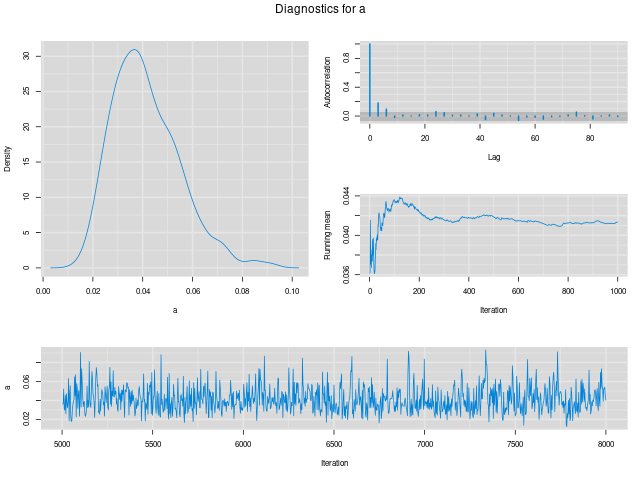 Diagnostics for a
Density
0 5 10 15 20 25 30
0.00 0.02 0.04 0.06 0.08 0.10
a
Autocorrelation
0.0 0.4 0.8
0 20 40 60 80
Lag
Running mean
0.036 0.040 0.044
0 200 400 600 800 1000
Iteration
a
0.02 0.06
5000 5500 6000 6500 7000 7500 8000
Iteration